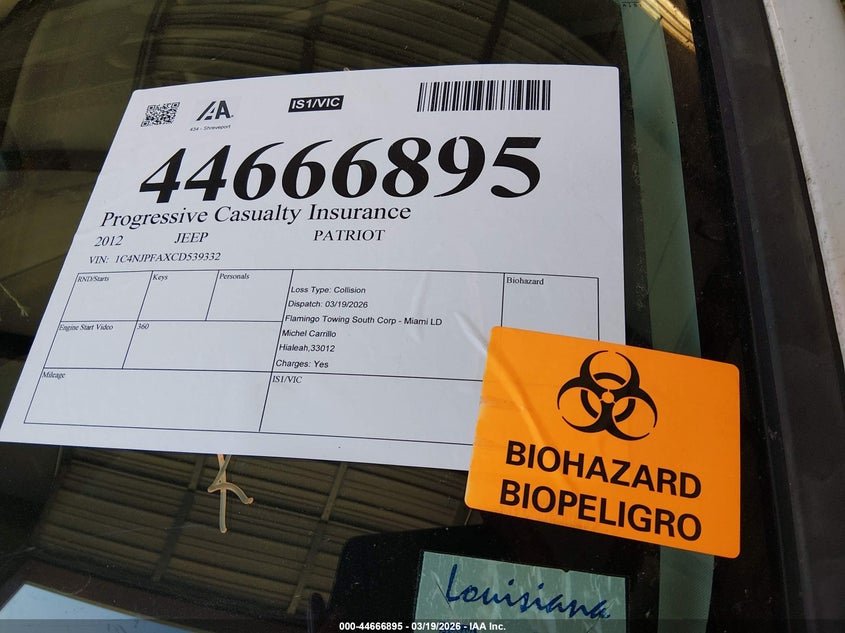 IAA
IS1/VIC
434 - Shreveport
44666895
Progressive Casualty Insurance
2012 JEEP PATRIOT
VIN: 1C4NJPFAXCD539332
RND/Starts Keys Personals Biohazard
Loss Type: Collision
Dispatch: 03/19/2026
Flamingo Towing South Corp - Miami LD
Engine Start Video 360
Michel Carrillo
Hialeah,33012
Charges: Yes
Mileage IS1/VIC
BIOHAZARD
BIOPELIGRO
Louisiana
000-44666895 - 03/19/2026 - IAA Inc.